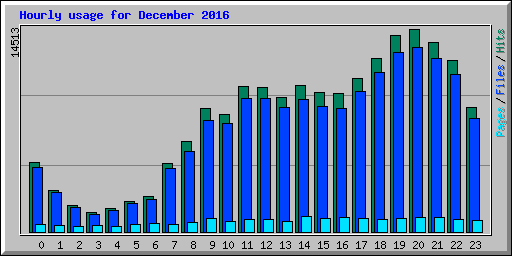 Hourly usage for December 2016
14513
Pages/Files/Hits
0 1 2 3 4 5 6 7 8 9 10 11 12 13 14 15 16 17 18 19 20 21 22 23